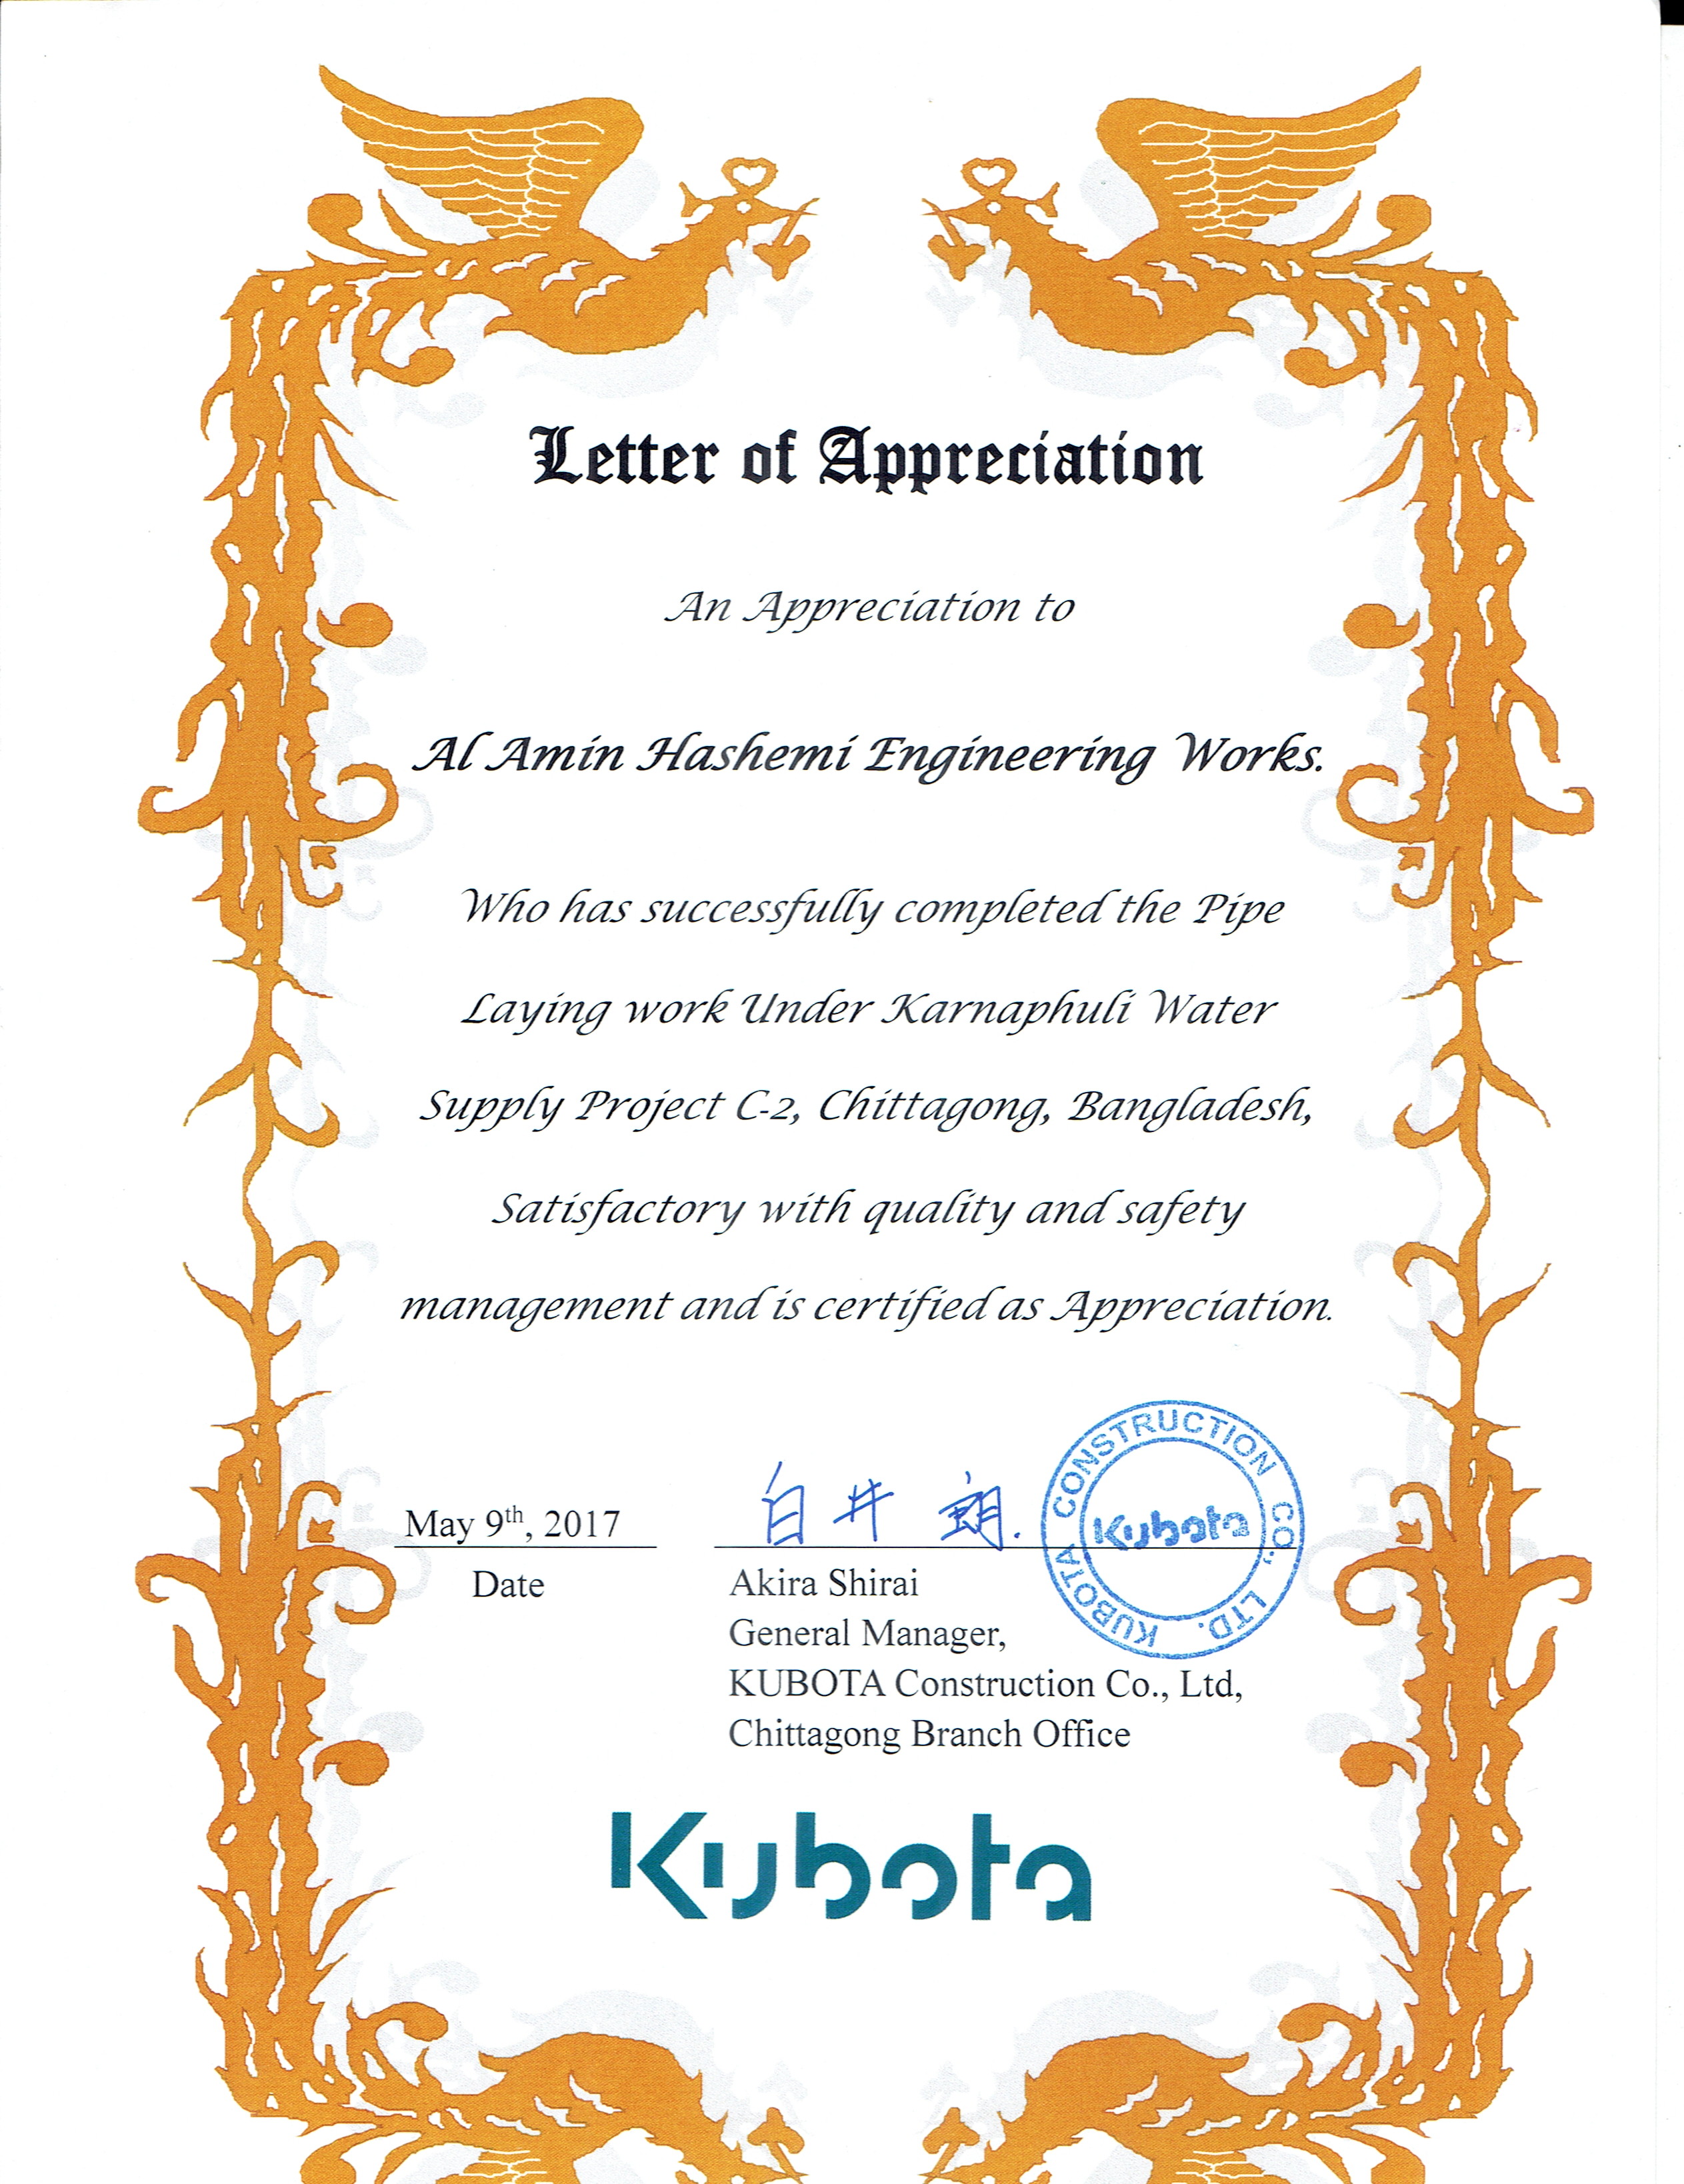 Letter of Appreciation
An Appreciation to
Al Amin Hashemi Engineering Works.
Who has successfully completed the Pipe
Laying work Under Karnaphuli Water
Supply Project C-2, Chittagong, Bangladesh,
Satisfactory with quality and safety
management and is certified as Appreciation.
May 9th, 2017
Date
白井 朗.
Akira Shirai
General Manager,
KUBOTA Construction Co., Ltd,
Chittagong Branch Office
KUBOTA CONSTRUCTION CO., LTD.
Kubota
Kubota